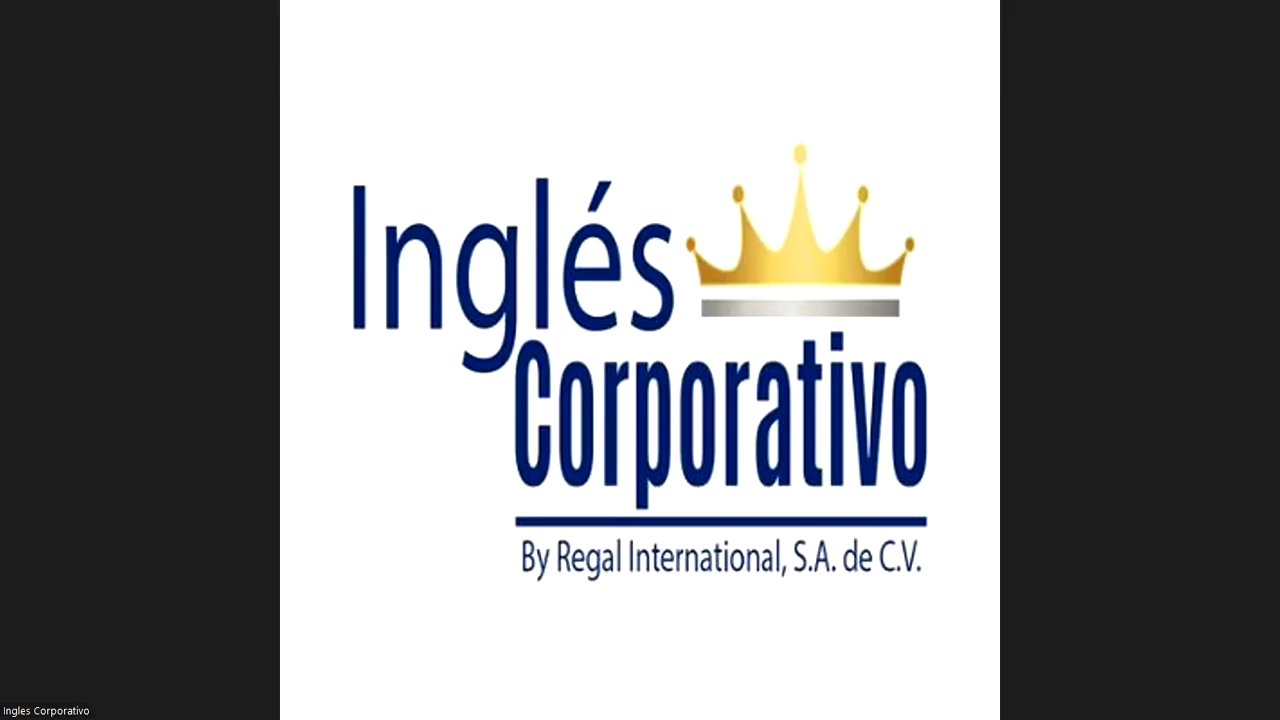 Inglés
Corporativo
By Regal International, S.A. de C.V.
Ingles Corporativo